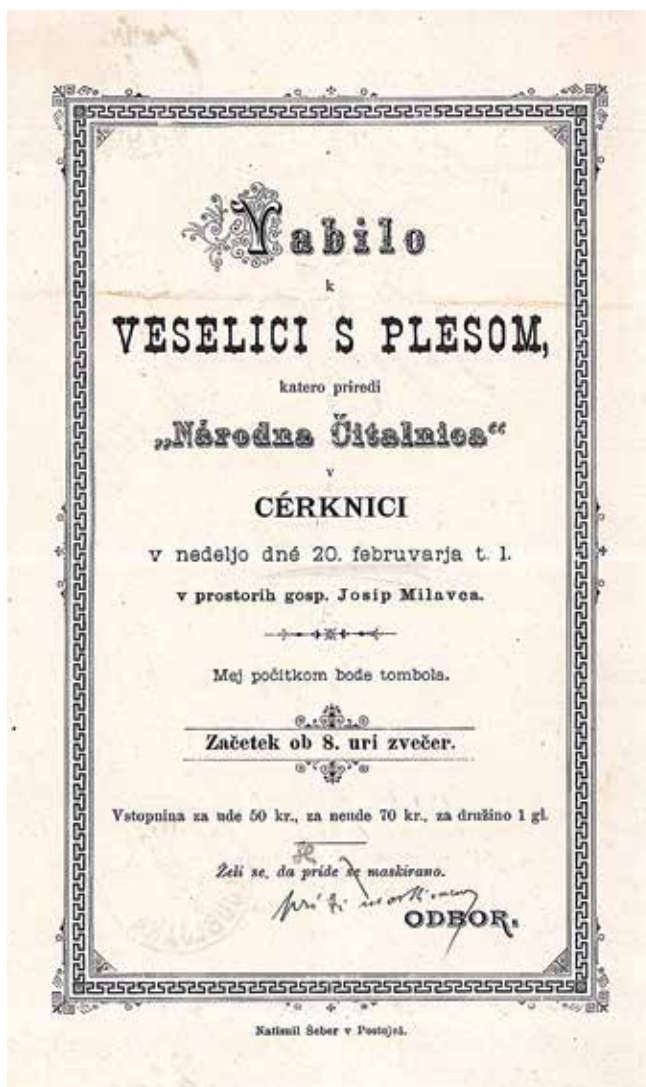 Vabilo
k
VESELICI S PLESOM,
katero priredi
„Národna Čitalnica“
v
CÉRKNICI
v nedeljo dné 20. februvarja t. l.
v prostorih gosp. Josip Milavca.
Mej počitkom bode tombola.
Začetek ob 8. uri zvečer.
Vstopnina za ude 50 kr., za neude 70 kr., za družino 1 gl.
se
Želi se, da pride se maskirano.
ODBOR.
Natisnil Šeber v Postojni.